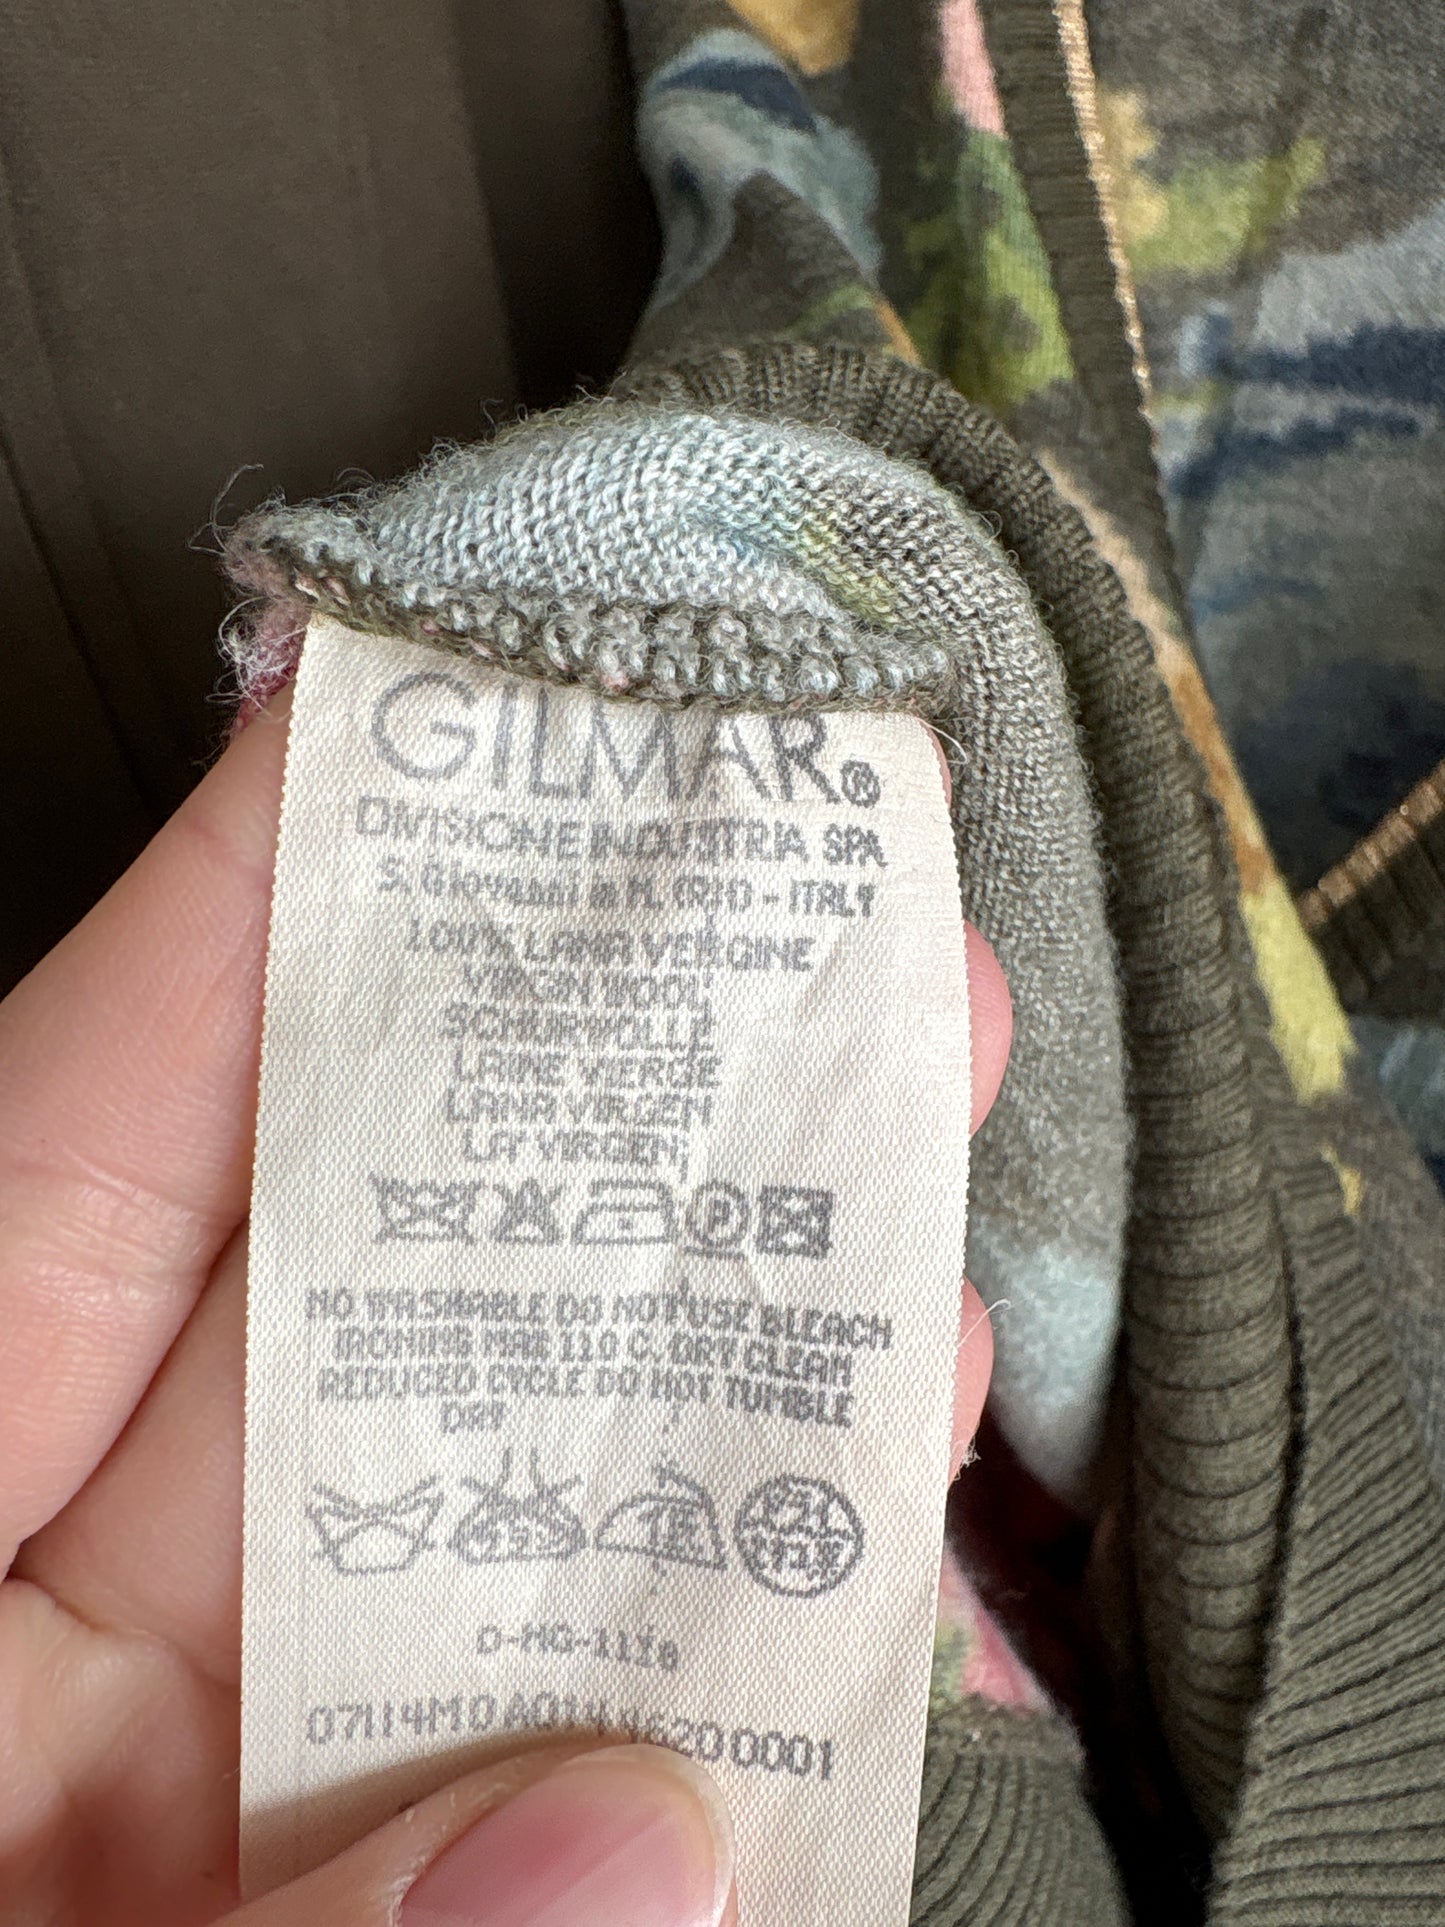 GILMAR®
DIVISIONE INDUSTRIA SPA
S. Giovanni in M. (RN) - ITALY
100% LANA VERGINE
VIRGIN WOOL
SCHURWOLLE
LAINE VIERGE
LANA VIRGEN
LA VIRGEN
P
NO WASHABLE DO NOT USE BLEACH
IRONING MAX 110 C. DRY CLEAN
REDUCED CYCLE DO NOT TUMBLE
DRY